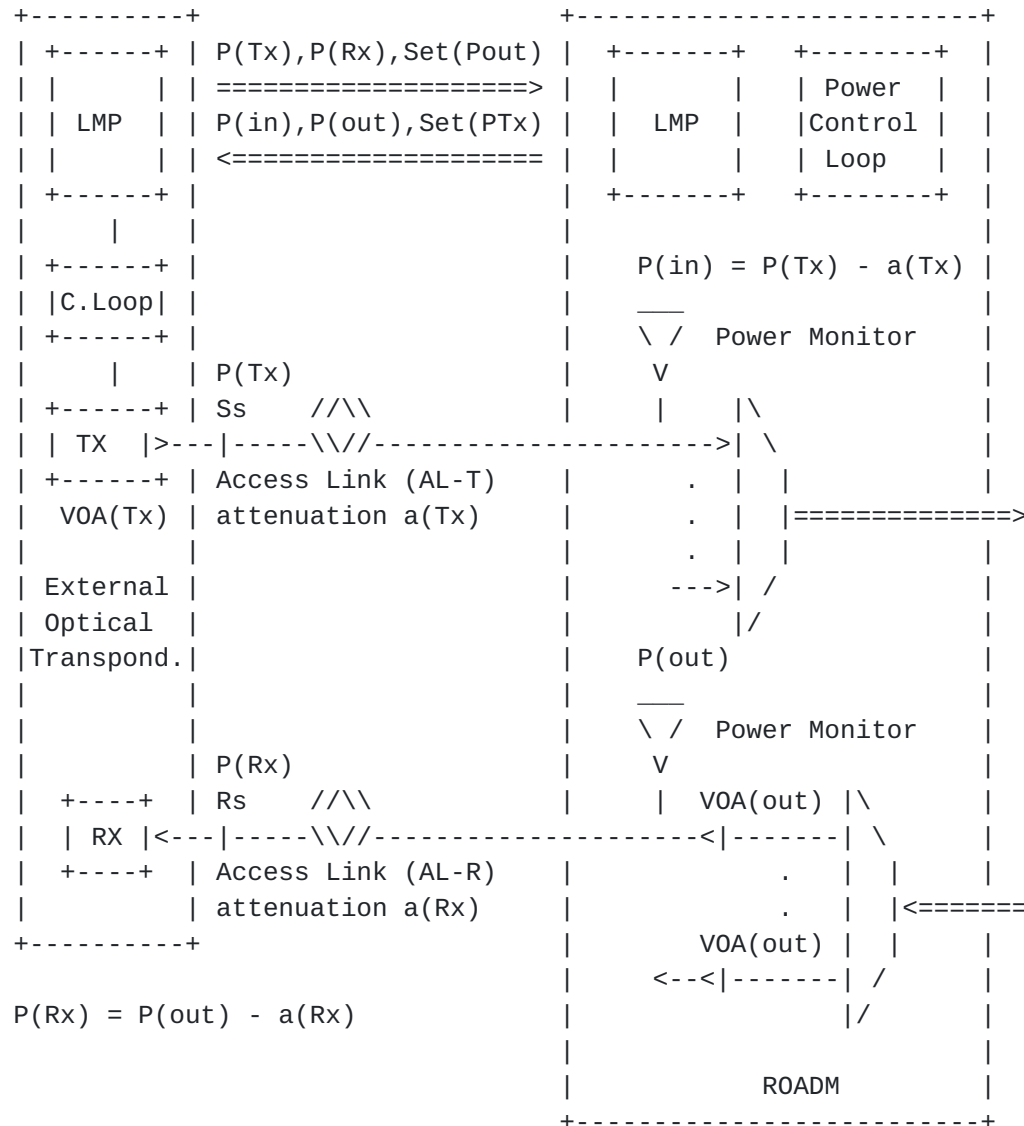 +----------+                       +--------------------------+
| +------+ | P(Tx),P(Rx),Set(Pout) |  +-------+   +--------+  |
| |      | | ====================> |  |       |   | Power  |  |
| | LMP  | | P(in),P(out),Set(PTx) |  |  LMP  |   |Control |  |
| |      | | <==================== |  |       |   | Loop   |  |
| +------+ |                       |  +-------+   +--------+  |
|     |    |                       |                          |
| +------+ |                       |    P(in) = P(Tx) - a(Tx) |
| |C.Loop| |                       |    ___                   |
| +------+ |                       |    \ /  Power Monitor    |
|     |    | P(Tx)                 |     V                    |
| +------+ | Ss    //\\            |     |    |\              |
| | TX  |>---|-----\\//---------------------->| \             |
| +------+ | Access Link (AL-T)    |       .  |  |            |
|  VOA(Tx) | attenuation a(Tx)     |       .  |  |==============>
|          |                       |       .  |  |            |
| External |                       |      --->| /             |
| Optical  |                       |          |/              |
|Transpond.|                       |    P(out)                |
|          |                       |    ___                   |
|          |                       |    \ /  Power Monitor    |
|          | P(Rx)                 |     V                    |
|  +----+  | Rs    //\\            |     |  VOA(out) |\       |
|  | RX |<---|-----\\//---------------------<|-------| \      |
|  +----+  | Access Link (AL-R)    |             .   |  |     |
|          | attenuation a(Rx)     |             .   |  |<=======
+----------+                       |        VOA(out) |  |     |
                                   |     <--<|-------| /      |
P(Rx) = P(out) - a(Rx)             |                 |/       |
                                   |                          |
                                   |            ROADM         |
                                   +--------------------------+